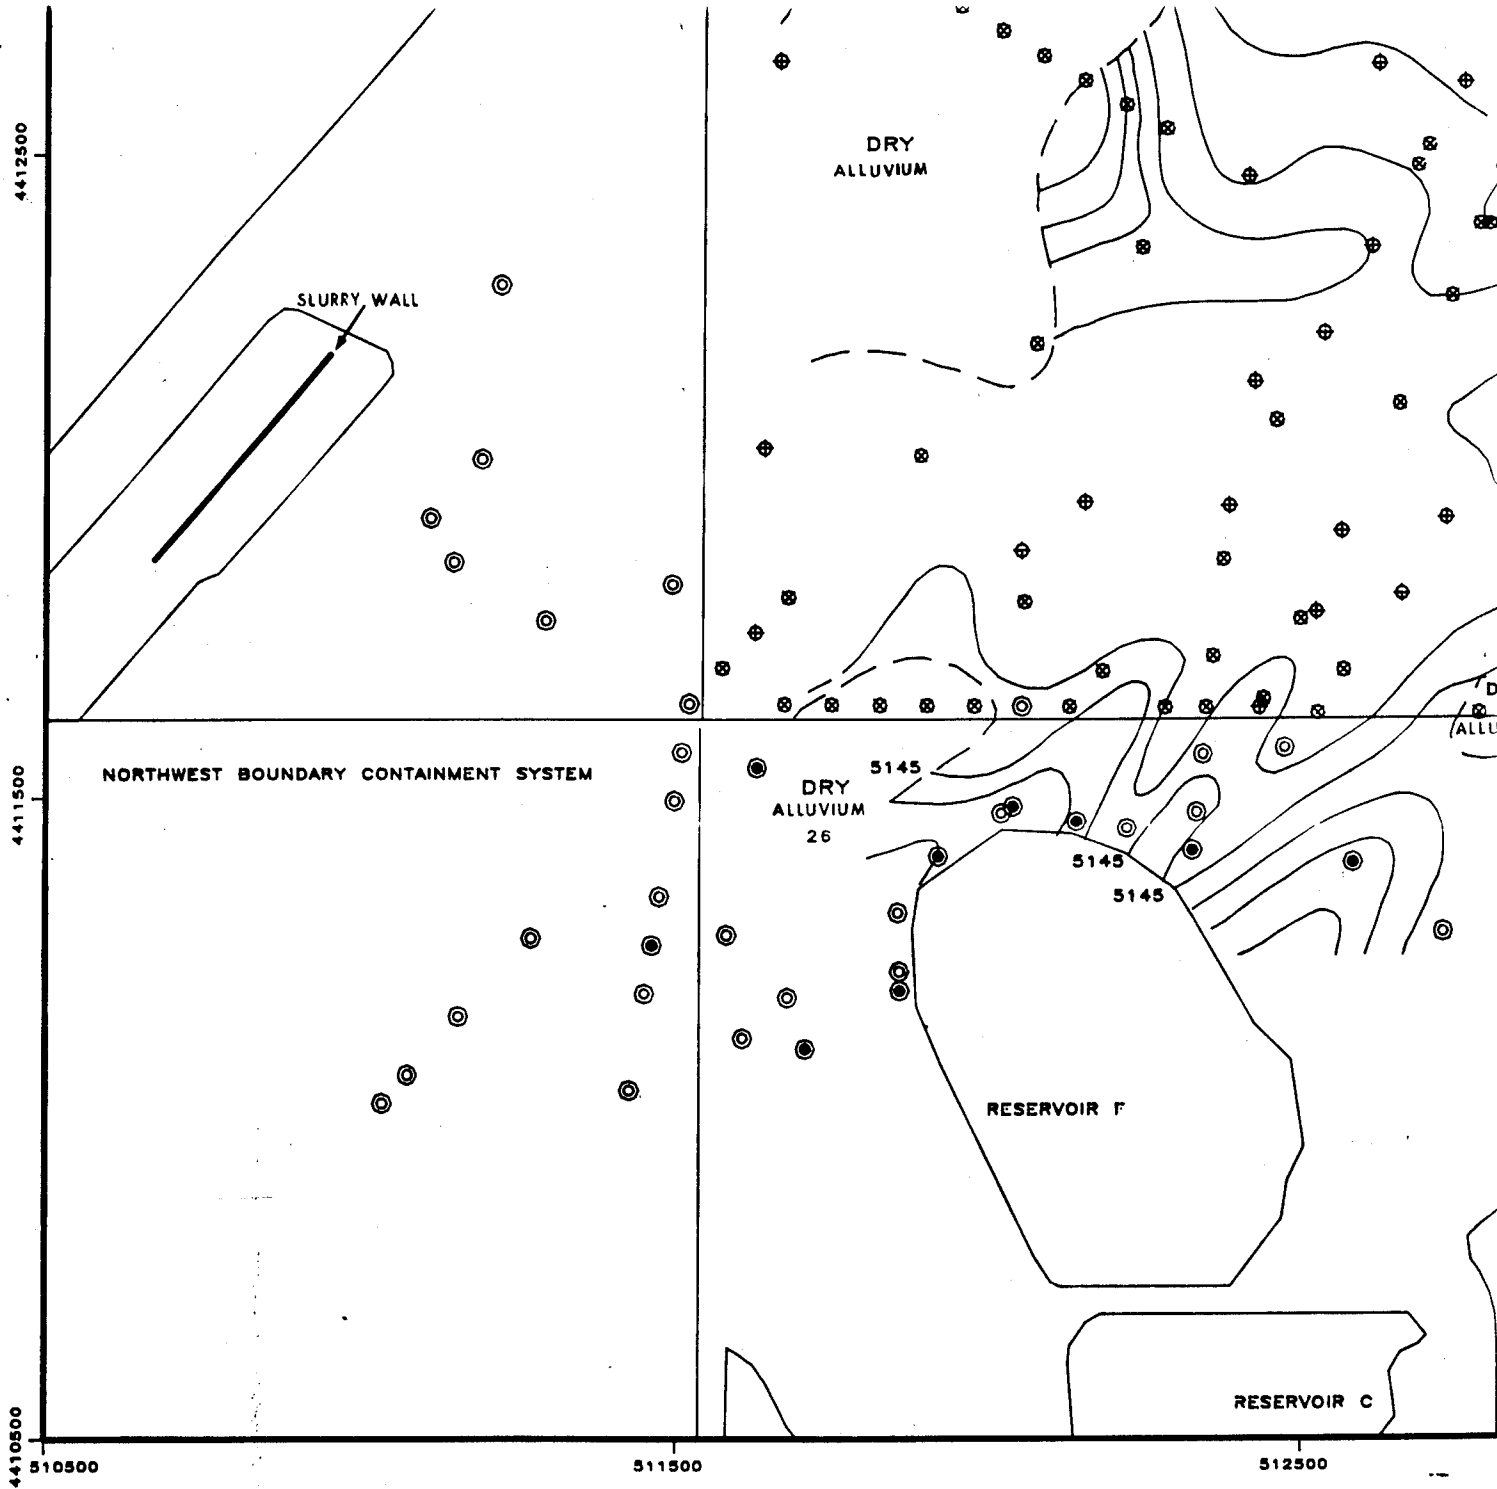 4412500
DRY
ALLUVIUM
SLURRY WALL
D
ALLU
NORTHWEST BOUNDARY CONTAINMENT SYSTEM
5145
DRY
ALLUVIUM
26
4411500
5145
5145
RESERVOIR F
RESERVOIR C
4410500
510500
511500
512500